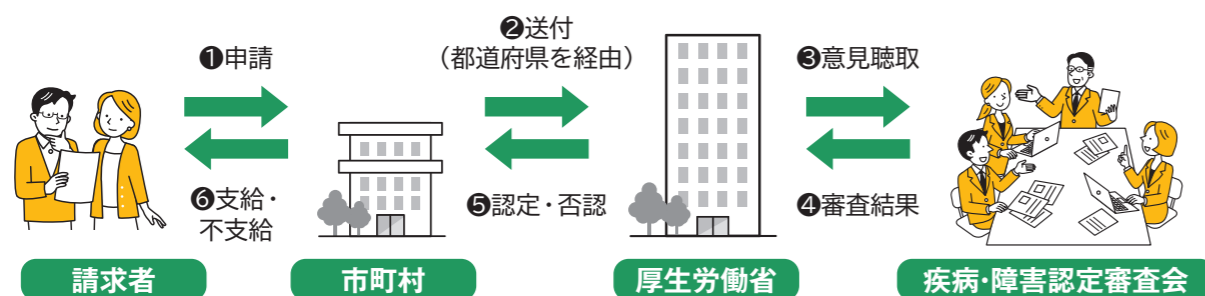 ❶申請
❷送付
（都道府県を経由）
❸意見聴取
❻支給・
不支給
❺認定・否認
❹審査結果
請求者
市町村
厚生労働省
疾病・障害認定審査会